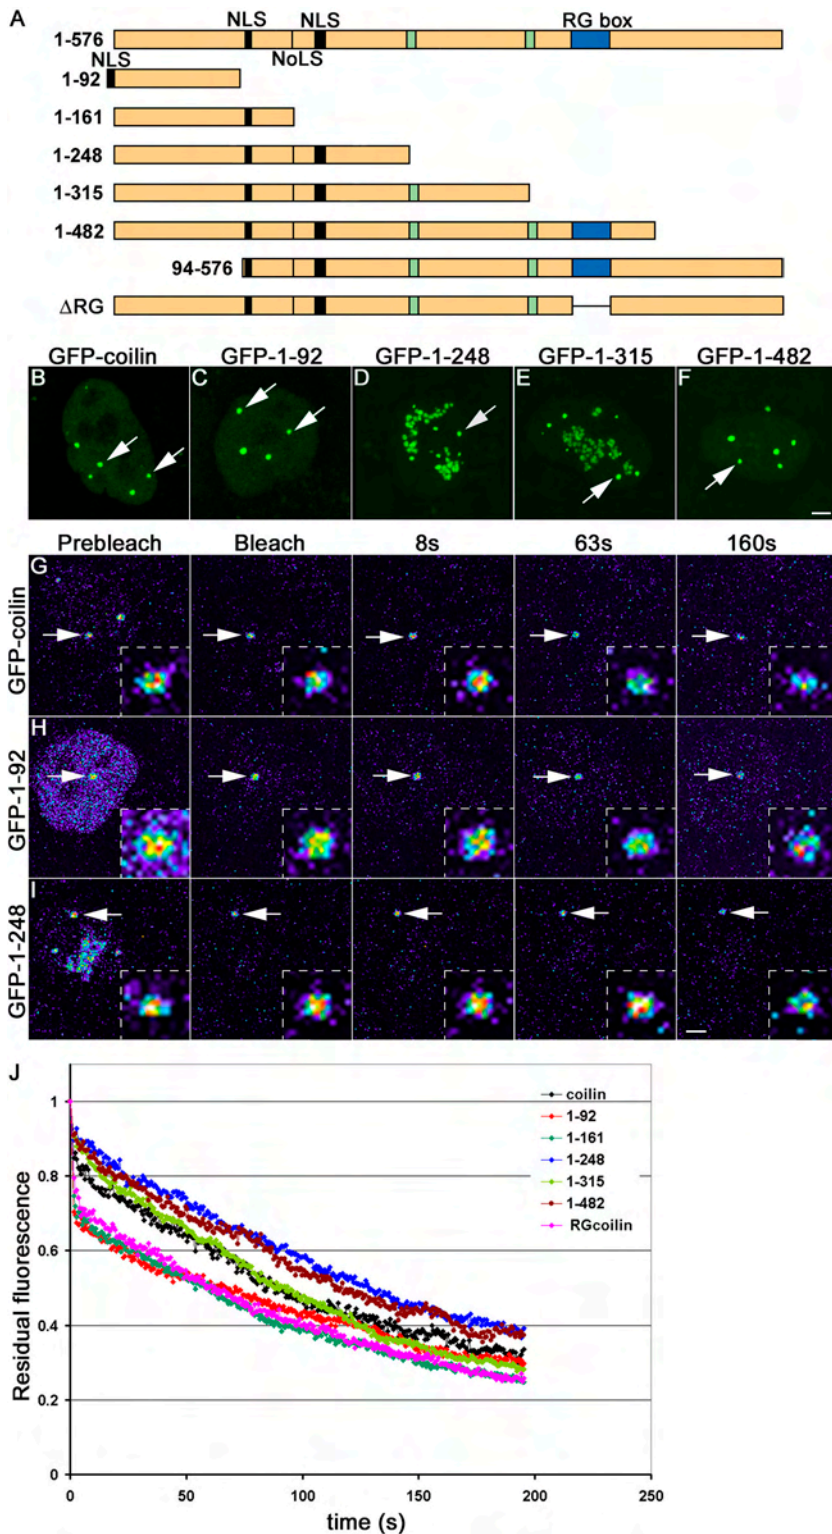 A
NLS NLS RG box
1-576
NLS NoLS
1-92
1-161
1-248
1-315
1-482
94-576
ΔRG
GFP-coilin GFP-1-92 GFP-1-248 GFP-1-315 GFP-1-482
B C D E F
Prebleach Bleach 8s 63s 160s
G
GFP-coilin
H
GFP-1-92
I
GFP-1-248
J
coilin
1-92
1-161
1-248
1-315
1-482
RGcoilin
Residual fluorescence
1
0.8
0.6
0.4
0.2
0
0 50 100 150 200 250
time (s)